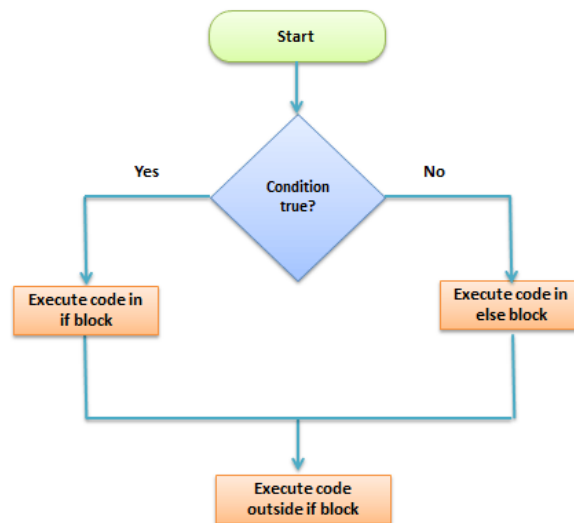 Start
Condition
true?
Yes
No
Execute code in
if block
Execute code in
else block
Execute code
outside if block